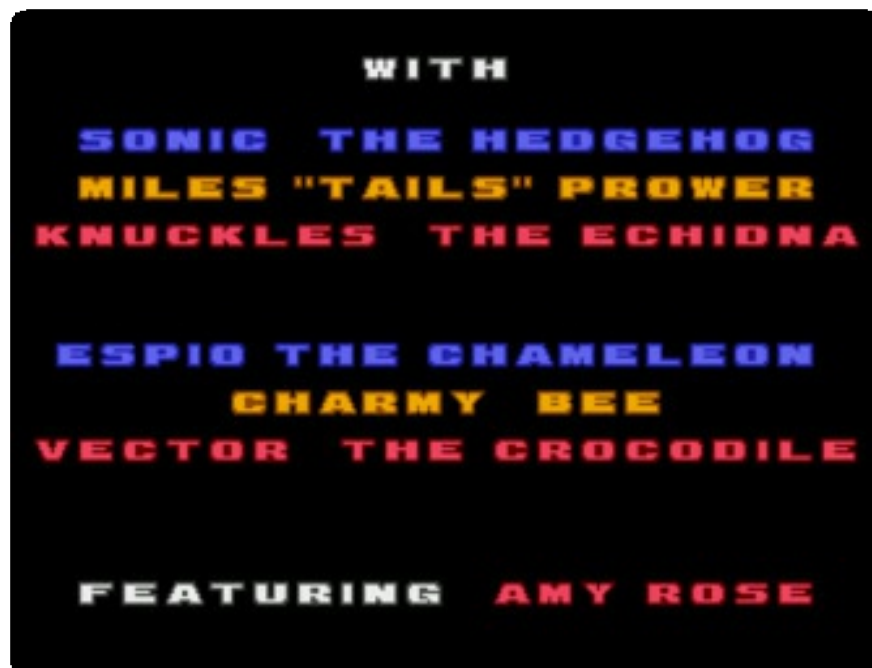 WITH
SONIC THE HEDGEHOG
MILES "TAILS" PROWER
KNUCKLES THE ECHIDNA
ESPIO THE CHAMELEON
CHARMY BEE
VECTOR THE CROCODILE
FEATURING AMY ROSE